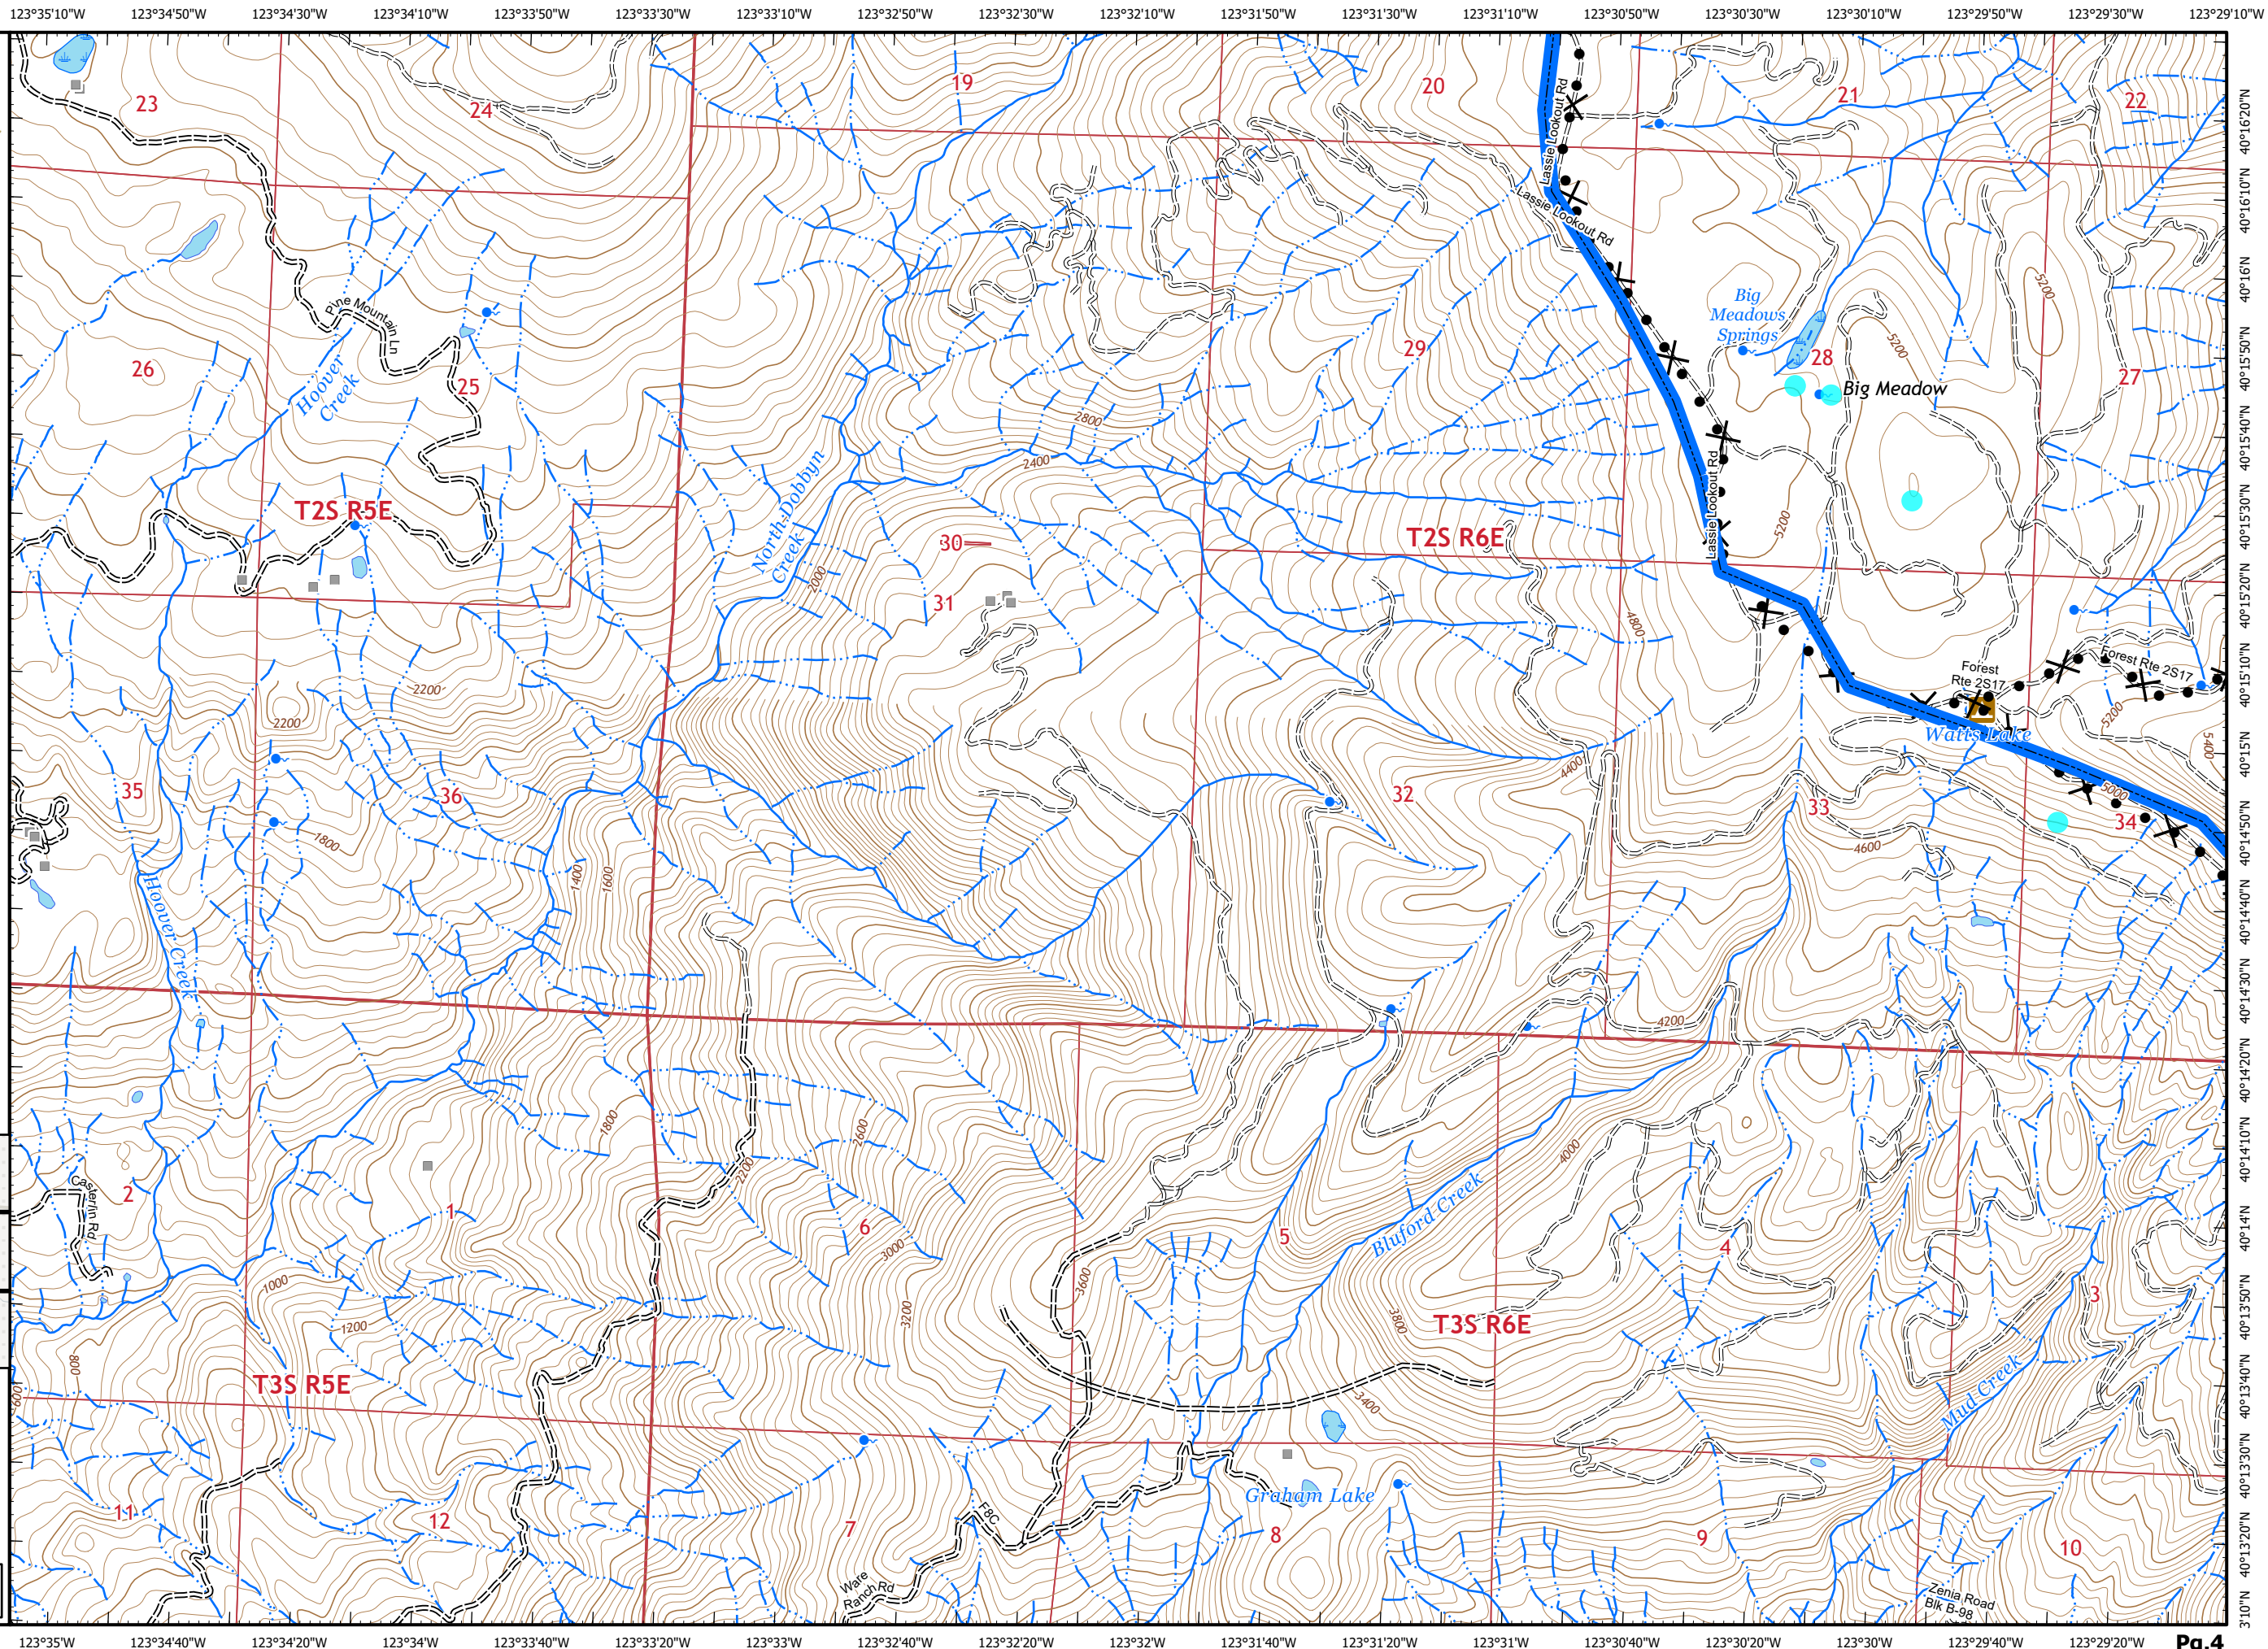 123°35'10"W 123°34'50"W 123°34'30"W 123°34'10"W 123°33'50"W 123°33'30"W 123°33'10"W 123°32'50"W 123°32'30"W 123°32'10"W 123°31'50"W 123°31'30"W 123°31'10"W 123°30'50"W 123°30'30"W 123°30'10"W 123°29'50"W 123°29'30"W 123°29'10"W
23 24 19 20 21 22
40°16'20"N
Lassie Lookout Rd
40°16'10"N
Lassie Lookout Rd
40°16'N
5200
Pine Mountain Ln
Big
Meadows
Springs
40°15'50"N
5200
26 25 29 28 27
Hoover
Creek
Big Meadow
2800
40°15'40"N
2400
North Dobbyn
Creek
Lassie Lookout Rd
T2S R5E
40°15'30"N
5200
T2S R6E
30
2000
31
40°15'20"N
4800
40°15'10"N
Forest
Rte 2S17
Forest Rte 2S17
2200
2200
5200
Watts Lake
5400
40°15'N
4400
35 36 32 33 34
5000
40°14'50"N
1800
4600
1400
1600
Hoover Creek
40°14'40"N
40°14'30"N
4200
40°14'20"N
1800
2600
4000
40°14'10"N
2200
2 1 6 5 4 3
Casterlin Rd
Bluford Creek
40°14'N
3000
1000
3600
1200
3200
3800
40°13'50"N
T3S R6E
800
600
T3S R5E
3400
Mud Creek
40°13'40"N
40°13'30"N
Graham Lake
F8C
11 12 7 8 9 10
40°13'20"N
Ware
Ranch Rd
Zenia Road
Blk B-98
3'10"N
123°35'W 123°34'40"W 123°34'20"W 123°34'W 123°33'40"W 123°33'20"W 123°33'W 123°32'40"W 123°32'20"W 123°32'W 123°31'40"W 123°31'20"W 123°31'W 123°30'40"W 123°30'20"W 123°30'W 123°29'40"W 123°29'20"W
Pg.4